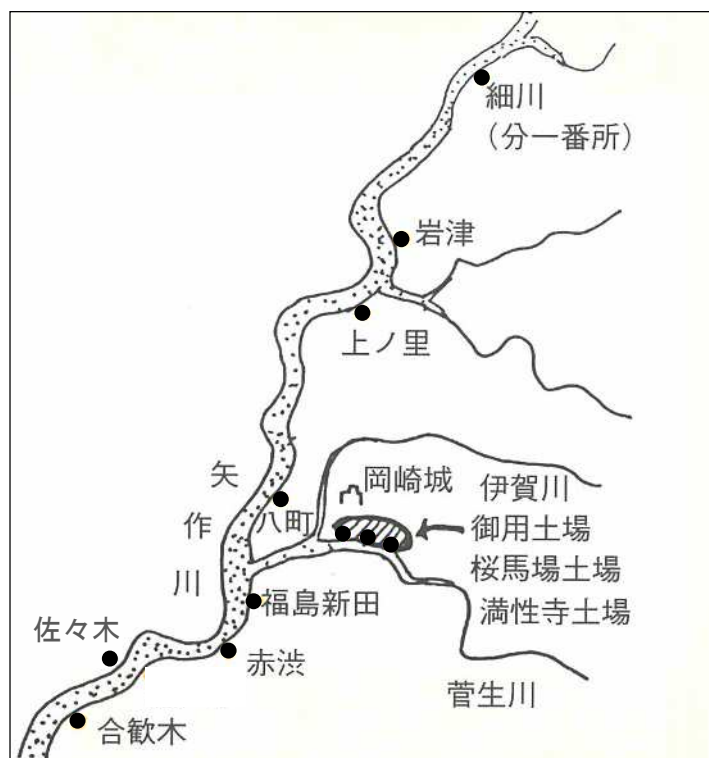 細川
(分一番所)
岩津
上ノ里
岡崎城
伊賀川
御用土場
桜馬場土場
満性寺土場
菅生川
矢作川
八町
福島新田
赤渋
佐々木
合歓木